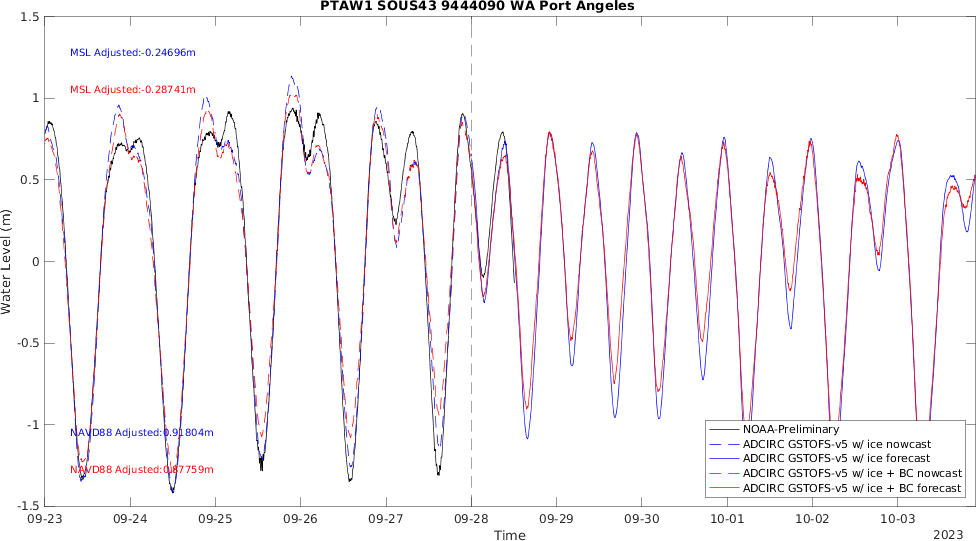 PTAW1 SOUS43 9444090 WA Port Angeles
1.5
MSL Adjusted:-0.24696m
MSL Adjusted:-0.28741m
1
0.5
0
-0.5
-1
-1.5
Water Level (m)
NAVD88 Adjusted:0.91804m
NAVD88 Adjusted:0.87759m
NOAA-Preliminary
ADCIRC GSTOFS-v5 w/ ice nowcast
ADCIRC GSTOFS-v5 w/ ice forecast
ADCIRC GSTOFS-v5 w/ ice + BC nowcast
ADCIRC GSTOFS-v5 w/ ice + BC forecast
09-23 09-24 09-25 09-26 09-27 09-28 09-29 09-30 10-01 10-02 10-03
Time
2023